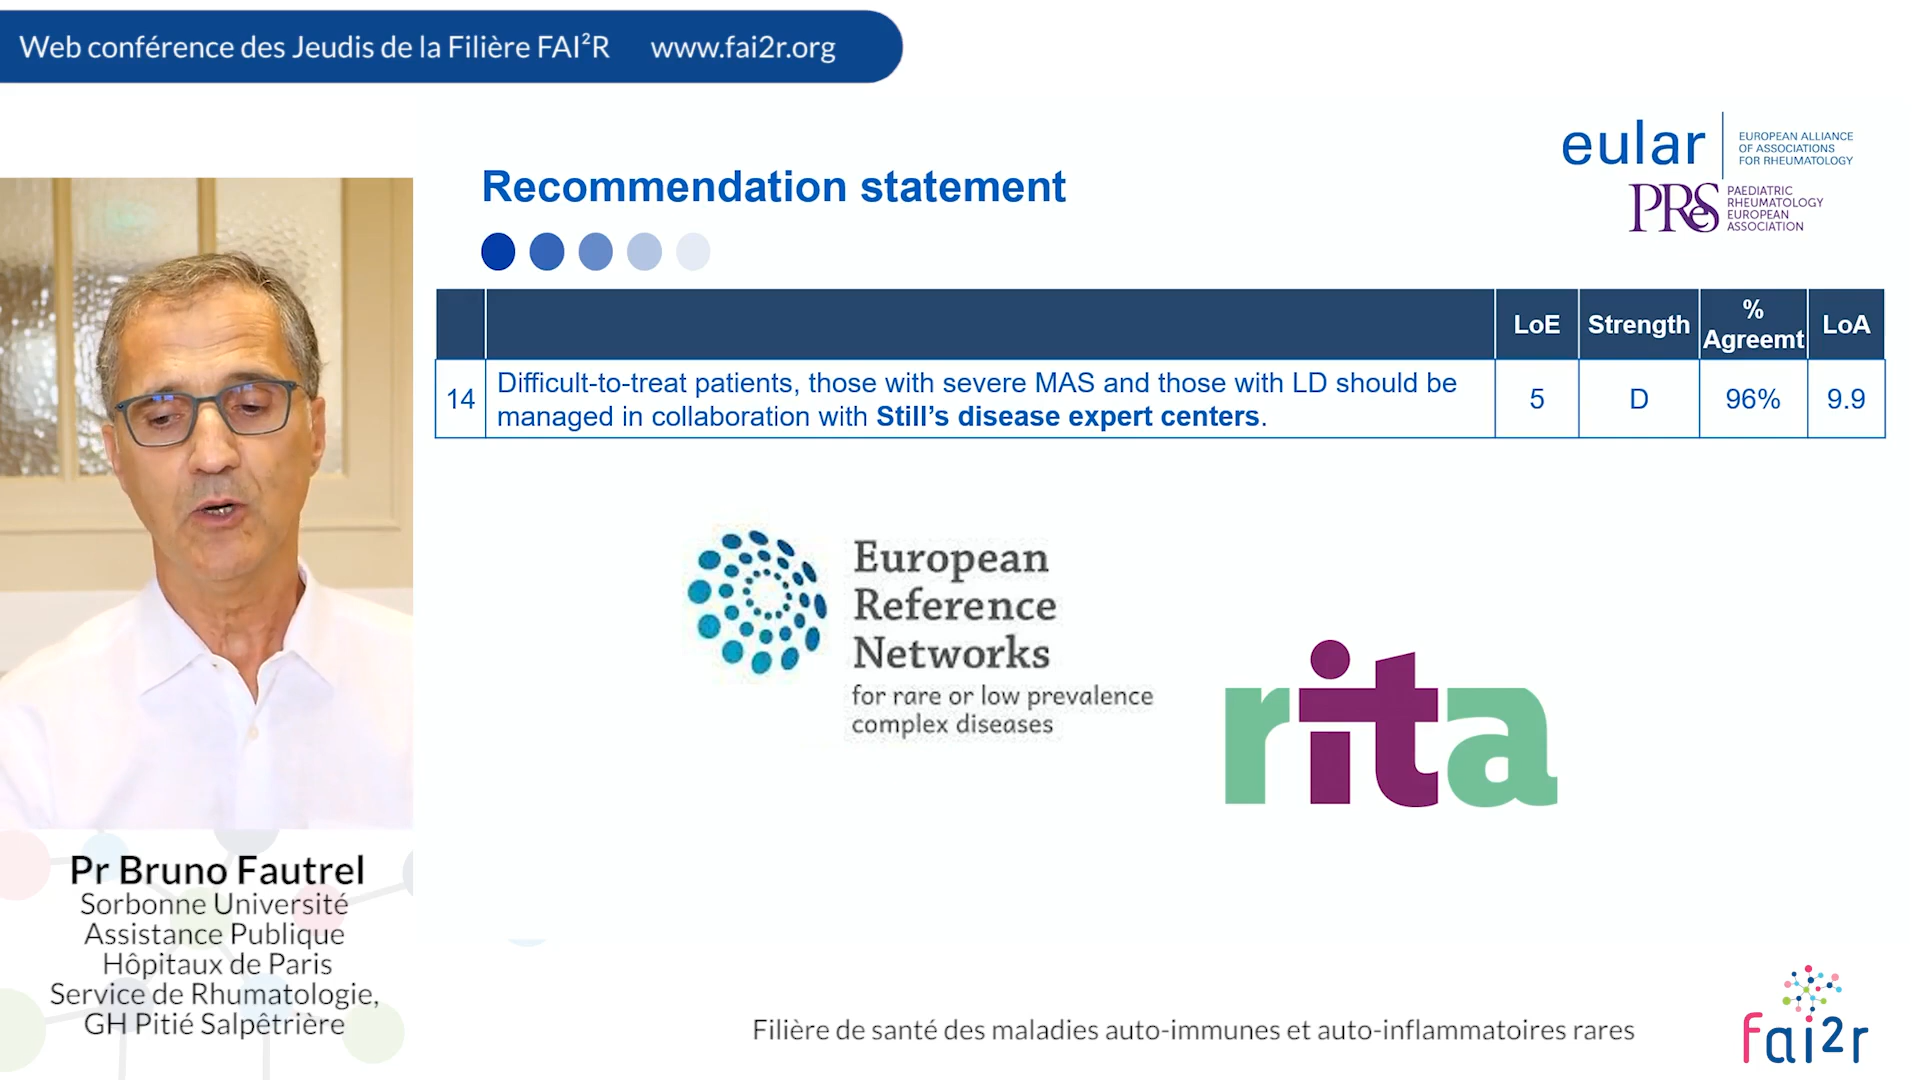 Web conférence des Jeudis de la Filière FAI²R www.fai2r.org
eular
EUROPEAN ALLIANCE
OF ASSOCIATIONS
FOR RHEUMATOLOGY
PReS
PAEDIATRIC
RHEUMATOLOGY
EUROPEAN
ASSOCIATION
Recommendation statement
LoE Strength % Agreemt LoA
14 Difficult-to-treat patients, those with severe MAS and those with LD should be
managed in collaboration with Still’s disease expert centers.
5 D 96% 9.9
European
Reference
Networks
for rare or low prevalence
complex diseases
rita
Pr Bruno Fautrel
Sorbonne Université
Assistance Publique
Hôpitaux de Paris
Service de Rhumatologie,
GH Pitié Salpêtrière
Filière de santé des maladies auto-immunes et auto-inflammatoires rares
fai2r